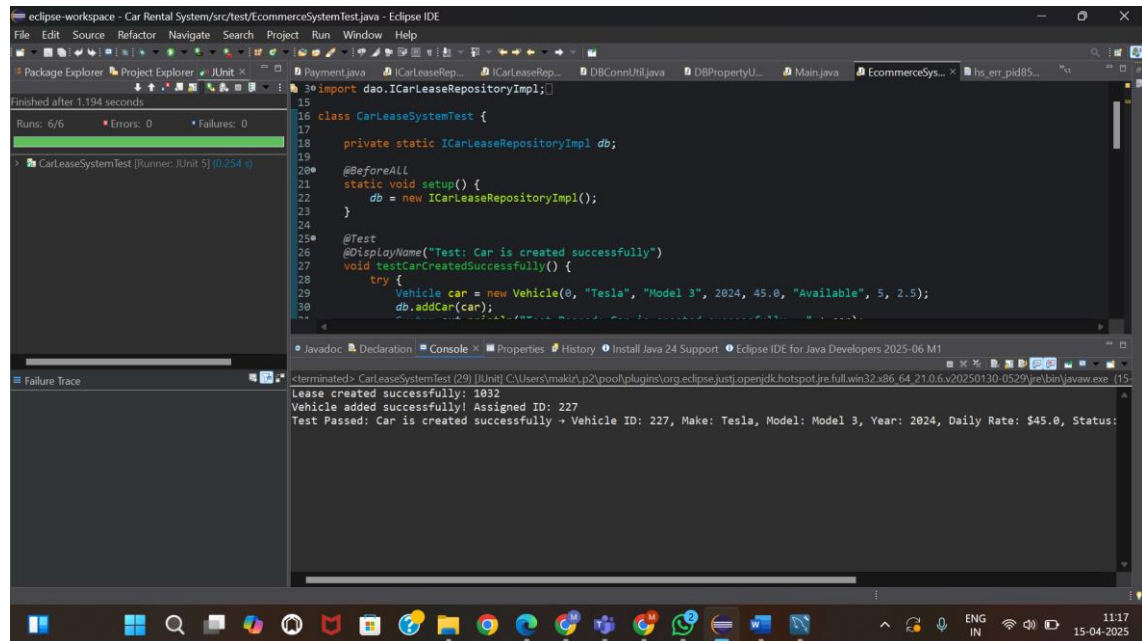 eclipse-workspace - Car Rental System/src/test/EcommerceSystemTest.java - Eclipse IDE
File Edit Source Refactor Navigate Search Project Run Window Help
Package Explorer Project Explorer JUnit
Payment.java ICarLeaseRep... ICarLeaseRep... DBConnUtil.java DBPropertyU... Main.java EcommerceSys... hs_err_pid85...
Finished after 1.194 seconds
Runs: 6/6 Errors: 0 Failures: 0
CarLeaseSystemTest [Runner: JUnit 5] (0.254 s)
3 import dao.ICarLeaseRepositoryImpl;
15
16 class CarLeaseSystemTest {
17
18 private static ICarLeaseRepositoryImpl db;
19
20 @BeforeAll
21 static void setup() {
22 db = new ICarLeaseRepositoryImpl();
23 }
24
25 @Test
26 @DisplayName("Test: Car is created successfully")
27 void testCarCreatedSuccessfully() {
28 try {
29 Vehicle car = new Vehicle(0, "Tesla", "Model 3", 2024, 45.0, "Available", 5, 2.5);
30 db.addCar(car);
Javadoc Declaration Console Properties History Install Java 24 Support Eclipse IDE for Java Developers 2025-06 M1
Failure Trace
<terminated> CarLeaseSystemTest (29) [JUnit] C:\Users\makiz\.p2\pool\plugins\org.eclipse.justj.openjdk.hotspot.jre.full.win32.x86_64_21.0.6.v20250130-0529\jre\bin\javaw.exe (15-
Lease created successfully: 1032
Vehicle added successfully! Assigned ID: 227
Test Passed: Car is created successfully → Vehicle ID: 227, Make: Tesla, Model: Model 3, Year: 2024, Daily Rate: $45.0, Status:
2
ENG
IN
11:17
15-04-2025